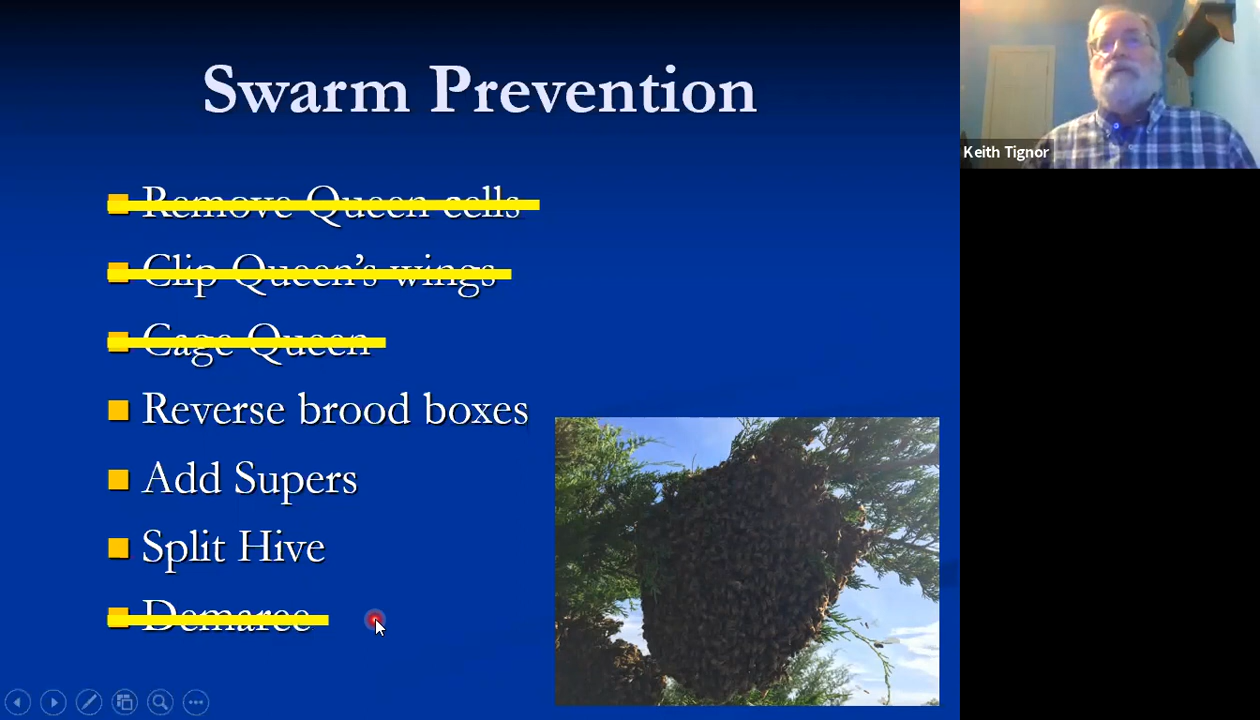 Swarm Prevention
Remove Queen cells
Clip Queen's wings
Cage Queen
Reverse brood boxes
Add Supers
Split Hive
Demaree
Keith Tignor